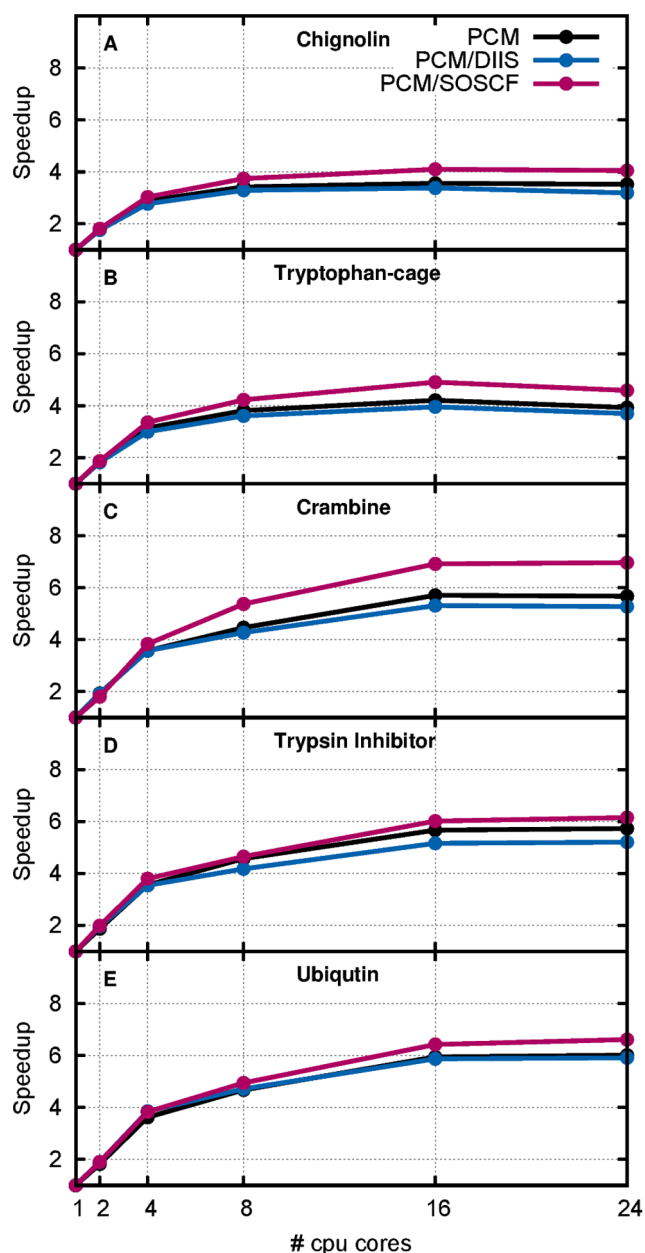 A
Chignolin
PCM
PCM/DIIS
PCM/SOSCF
8
6
4
2
Speedup
B
Tryptophan-cage
8
6
4
2
Speedup
C
Crambine
8
6
4
2
Speedup
D
Trypsin Inhibitor
8
6
4
2
Speedup
E
Ubiqutin
8
6
4
2
Speedup
1 2 4 8 16 24
# cpu cores